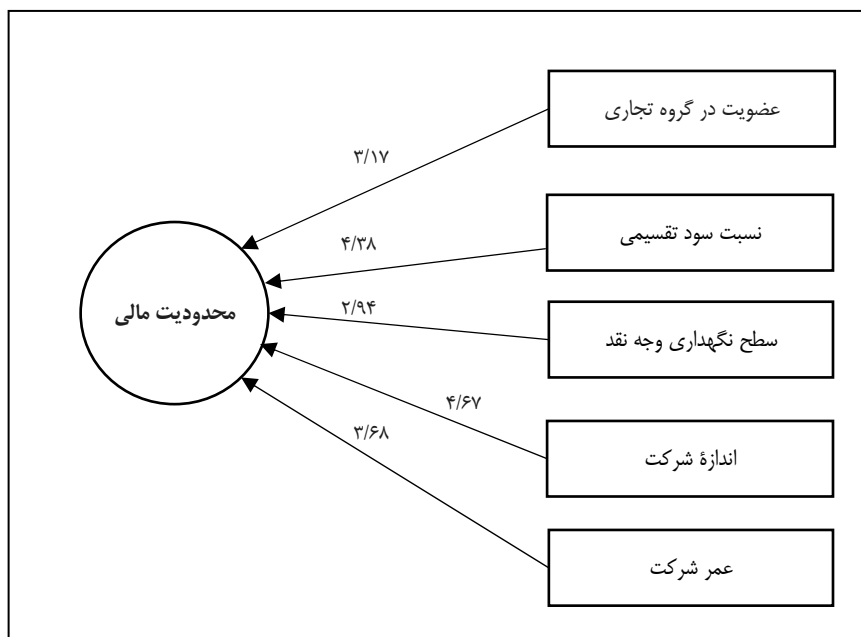 عضویت در گروه تجاری
۳/۱۷
نسبت سود تقسیمی
۴/۳۸
محدودیت مالی
۲/۹۴
سطح نگهداری وجه نقد
۴/۶۷
اندازۀ شرکت
۳/۶۸
عمر شرکت